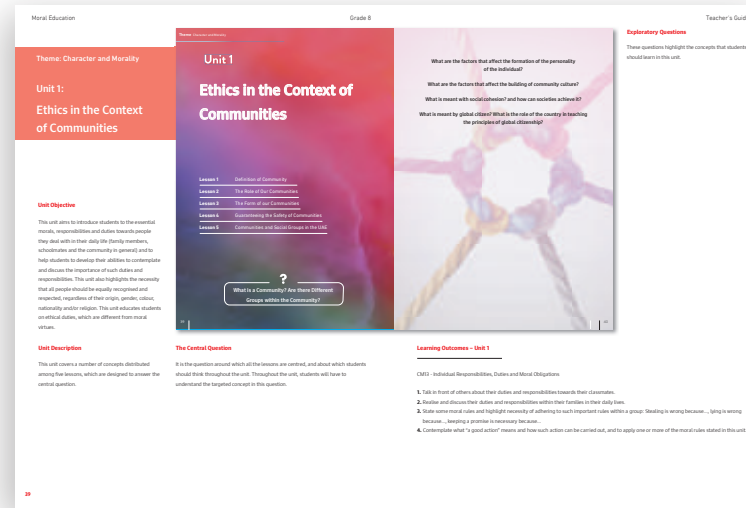 Moral Education
Grade 8
Teacher's Guid
Theme: Character and Morality
Unit 1:
Ethics in the Context
of Communities
Theme: Character and Morality
Unit 1
Ethics in the Context of
Communities
Lesson 1 Definition of Community
Lesson 2 The Role of Our Communities
Lesson 3 The Form of our Communities
Lesson 4 Guaranteeing the Safety of Communities
Lesson 5 Communities and Social Groups in the UAE
?
What is a Community? Are there Different
Groups within the Community?
What are the factors that affect the formation of the personality
of the individual?
What are the factors that affect the building of community culture?
What is meant with social cohesion? and how can societies achieve it?
What is meant by global citizen? What is the role of the country in teaching
the principles of global citizenship?
Exploratory Questions
These questions highlight the concepts that students
should learn in this unit.
Unit Objective
This unit aims to introduce students to the essential
morals, responsibilities and duties towards people
they deal with in their daily life (family members,
schoolmates and the community in general) and to
help students to develop their abilities to contemplate
and discuss the importance of such duties and
responsibilities. This unit also highlights the necessity
that all people should be equally recognised and
respected, regardless of their origin, gender, colour,
nationality and/or religion. This unit educates students
on ethical duties, which are different from moral
virtues.
Unit Description
This unit covers a number of concepts distributed
among five lessons, which are designed to answer the
central question.
The Central Question
It is the question around which all the lessons are centred, and about which students
should think throughout the unit. Throughout the unit, students will have to
understand the targeted concept in this question.
Learning Outcomes – Unit 1
CM13 - Individual Responsibilities, Duties and Moral Obligations
1. Talk in front of others about their duties and responsibilities towards their classmates.
2. Realise and discuss their duties and responsibilities within their families in their daily lives.
3. State some moral rules and highlight necessity of adhering to such important rules within a group: Stealing is wrong because..., lying is wrong
because..., keeping a promise is necessary because...
4. Contemplate what "a good action" means and how such action can be carried out, and to apply one or more of the moral rules stated in this unit.